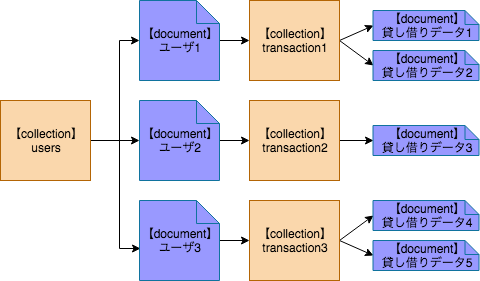 【collection】
users
【document】
ユーザ1
【collection】
transaction1
【document】
貸し借りデータ1
【document】
貸し借りデータ2
【document】
ユーザ2
【collection】
transaction2
【document】
貸し借りデータ3
【document】
ユーザ3
【collection】
transaction3
【document】
貸し借りデータ4
【document】
貸し借りデータ5